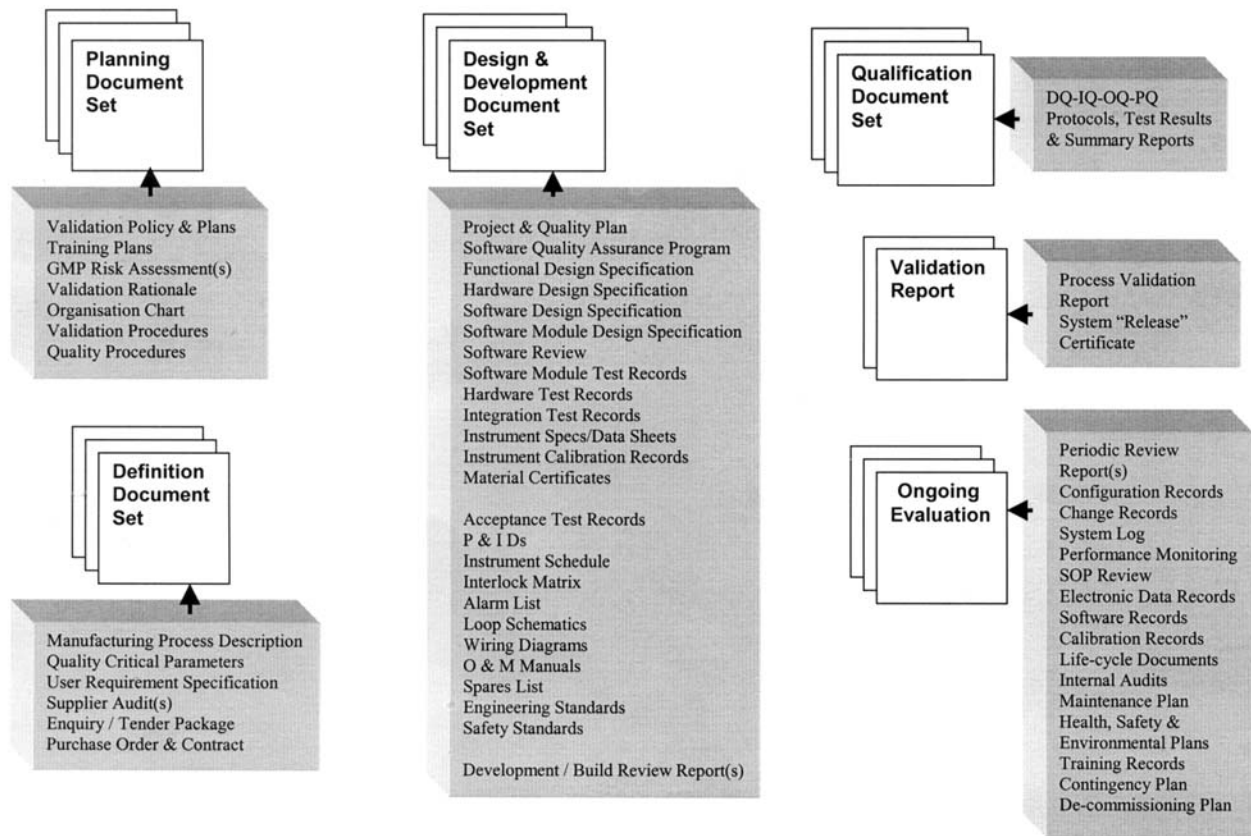 Planning
Document
Set
Validation Policy & Plans
Training Plans
GMP Risk Assessment(s)
Validation Rationale
Organisation Chart
Validation Procedures
Quality Procedures
Definition
Document
Set
Manufacturing Process Description
Quality Critical Parameters
User Requirement Specification
Supplier Audit(s)
Enquiry / Tender Package
Purchase Order & Contract
Design &
Development
Document
Set
Project & Quality Plan
Software Quality Assurance Program
Functional Design Specification
Hardware Design Specification
Software Design Specification
Software Module Design Specification
Software Review
Software Module Test Records
Hardware Test Records
Integration Test Records
Instrument Specs/Data Sheets
Instrument Calibration Records
Material Certificates
Acceptance Test Records
P & I Ds
Instrument Schedule
Interlock Matrix
Alarm List
Loop Schematics
Wiring Diagrams
O & M Manuals
Spares List
Engineering Standards
Safety Standards
Development / Build Review Report(s)
Qualification
Document
Set
DQ-IQ-OQ-PQ
Protocols, Test Results
& Summary Reports
Validation
Report
Process Validation
Report
System “Release”
Certificate
Ongoing
Evaluation
Periodic Review
Report(s)
Configuration Records
Change Records
System Log
Performance Monitoring
SOP Review
Electronic Data Records
Software Records
Calibration Records
Life-cycle Documents
Internal Audits
Maintenance Plan
Health, Safety &
Environmental Plans
Training Records
Contingency Plan
De-commissioning Plan